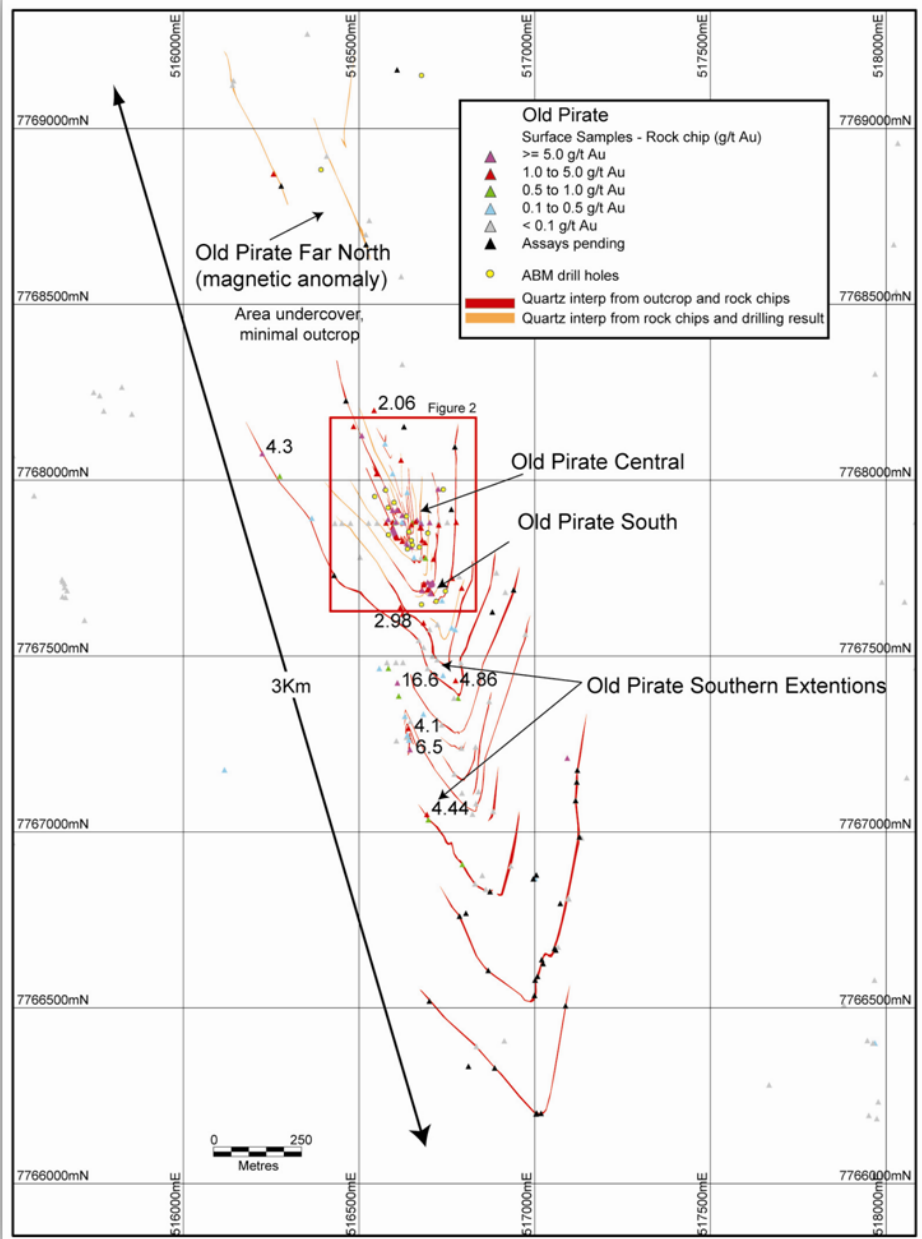 516000mE
516500mE
517000mE
517500mE
518000mE
7769000mN
7769000mN
Old Pirate
Surface Samples - Rock chip (g/t Au)
>= 5.0 g/t Au
1.0 to 5.0 g/t Au
0.5 to 1.0 g/t Au
0.1 to 0.5 g/t Au
< 0.1 g/t Au
Assays pending
ABM drill holes
Quartz interp from outcrop and rock chips
Quartz interp from rock chips and drilling result
Old Pirate Far North
(magnetic anomaly)
Area undercover,
minimal outcrop
7768500mN
7768500mN
2.06
Figure 2
4.3
Old Pirate Central
7768000mN
7768000mN
Old Pirate South
2.98
7767500mN
7767500mN
3Km
16.6
4.86
Old Pirate Southern Extentions
4.1
6.5
4.44
7767000mN
7767000mN
7766500mN
7766500mN
0
250
Metres
7766000mN
7766000mN
516000mE
516500mE
517000mE
517500mE
518000mE